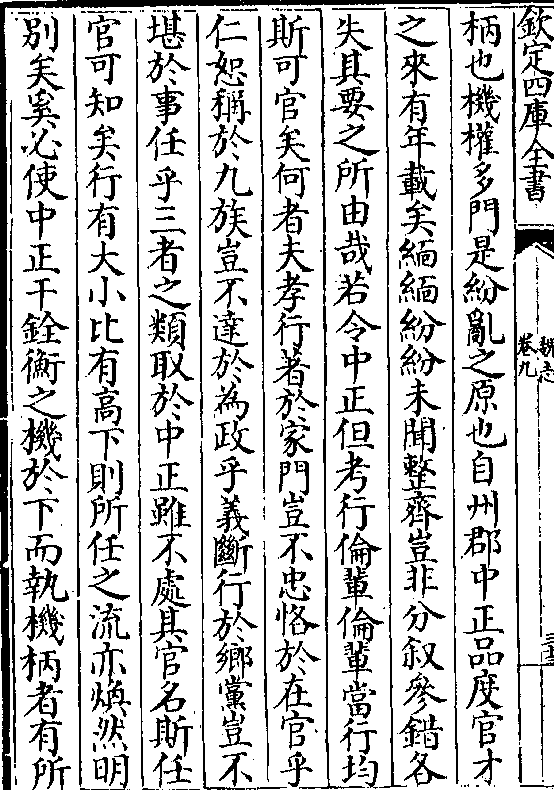 欽定四庫全書
魏志
卷九
柄也機權多門是紛亂之原也自州郡中正品度官才
之來有年載矣緬緬紛紛未聞整齊豈非分叙參錯各
失其要之所由哉若令中正但考行倫輩倫輩當行均
斯可官矣何者夫孝行著於家門豈不忠恪於在官乎
仁恕稱於九族豈不達於為政乎義斷行於鄉黨豈不
堪於事任乎三者之類取於中正雖不處其官名斯任
官可知矣行有大小比有高下則所任之流亦煥然明
別矣奚必使中正干銓衡之機於下而執機柄者有所